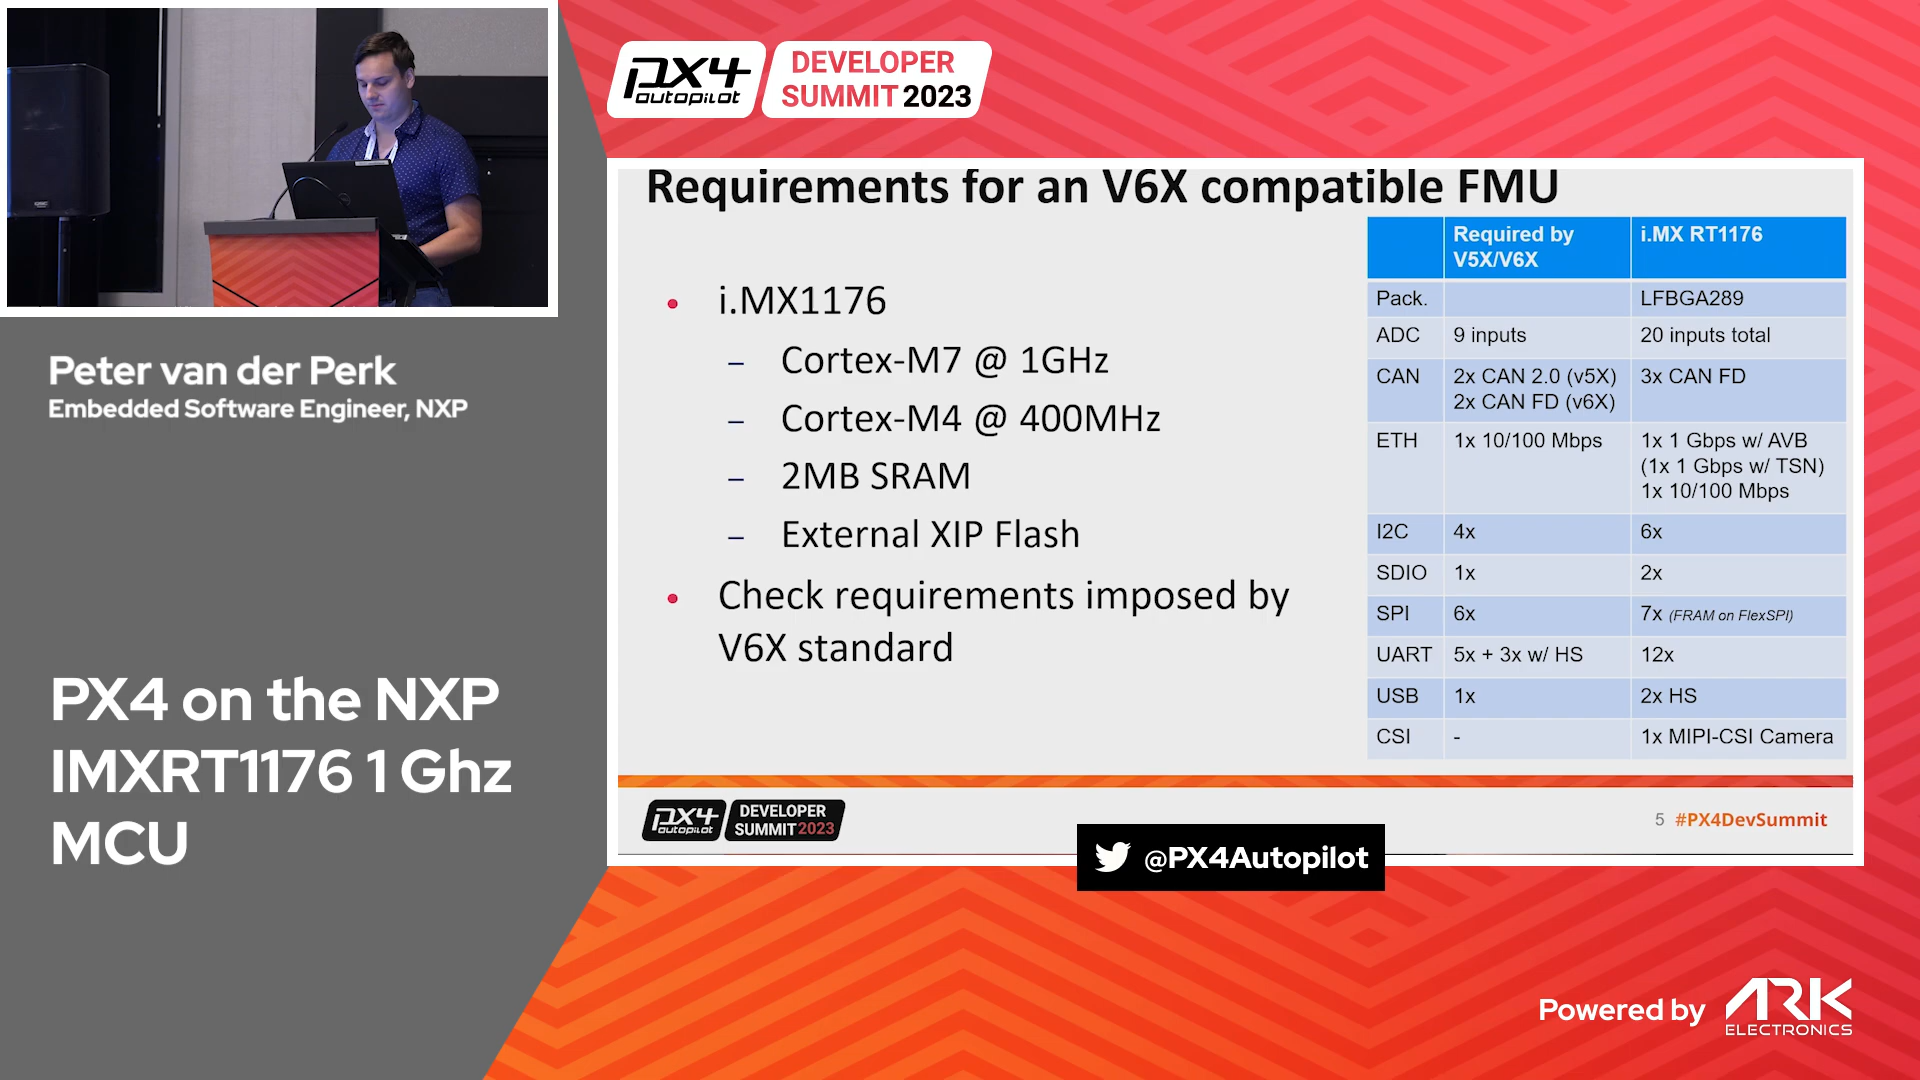 PX4
autopilot
DEVELOPER
SUMMIT 2023
Peter van der Perk
Embedded Software Engineer, NXP
PX4 on the NXP
IMXRT1176 1 Ghz
MCU
Requirements for an V6X compatible FMU
• i.MX1176
– Cortex-M7 @ 1GHz
– Cortex-M4 @ 400MHz
– 2MB SRAM
– External XIP Flash
• Check requirements imposed by
V6X standard
Required by V5X/V6X i.MX RT1176
Pack. LFBGA289
ADC 9 inputs 20 inputs total
CAN 2x CAN 2.0 (v5X) 3x CAN FD
2x CAN FD (v6X)
ETH 1x 10/100 Mbps 1x 1 Gbps w/ AVB
(1x 1 Gbps w/ TSN)
1x 10/100 Mbps
I2C 4x 6x
SDIO 1x 2x
SPI 6x 7x (FRAM on FlexSPI)
UART 5x + 3x w/ HS 12x
USB 1x 2x HS
CSI - 1x MIPI-CSI Camera
PX4
autopilot
DEVELOPER
SUMMIT 2023
5 #PX4DevSummit
@PX4Autopilot
Powered by ARK
ELECTRONICS